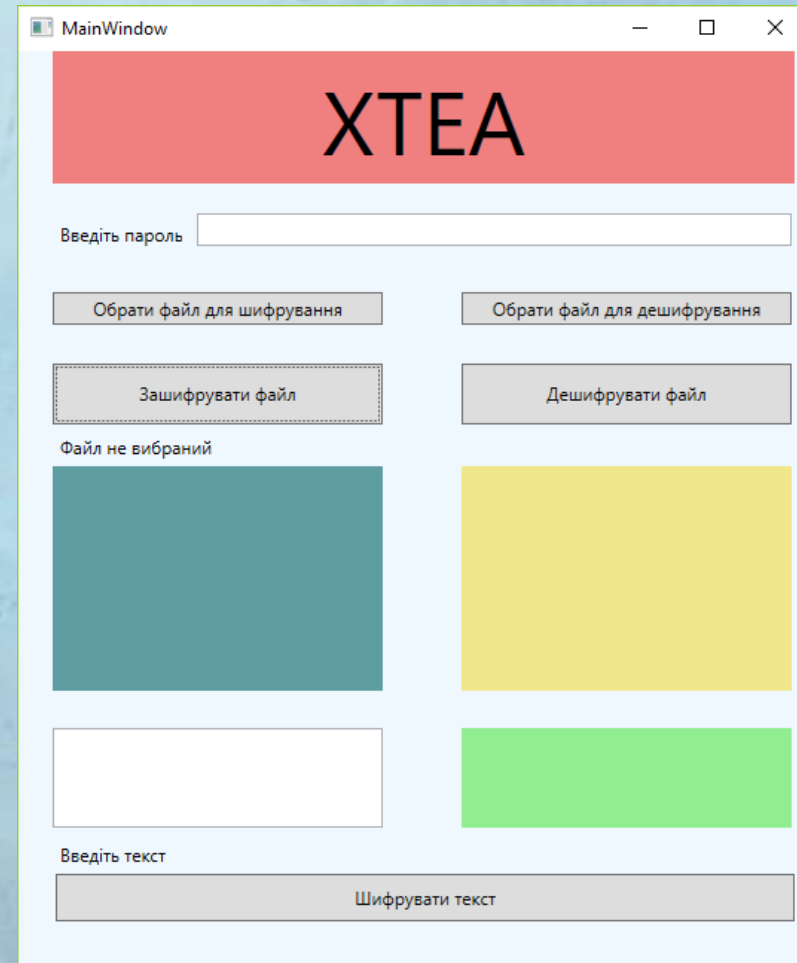 MainWindow
XTEA
Введіть пароль
Обрати файл для шифрування
Обрати файл для дешифрування
Зашифрувати файл
Дешифрувати файл
Файл не вибраний
Введіть текст
Шифрувати текст